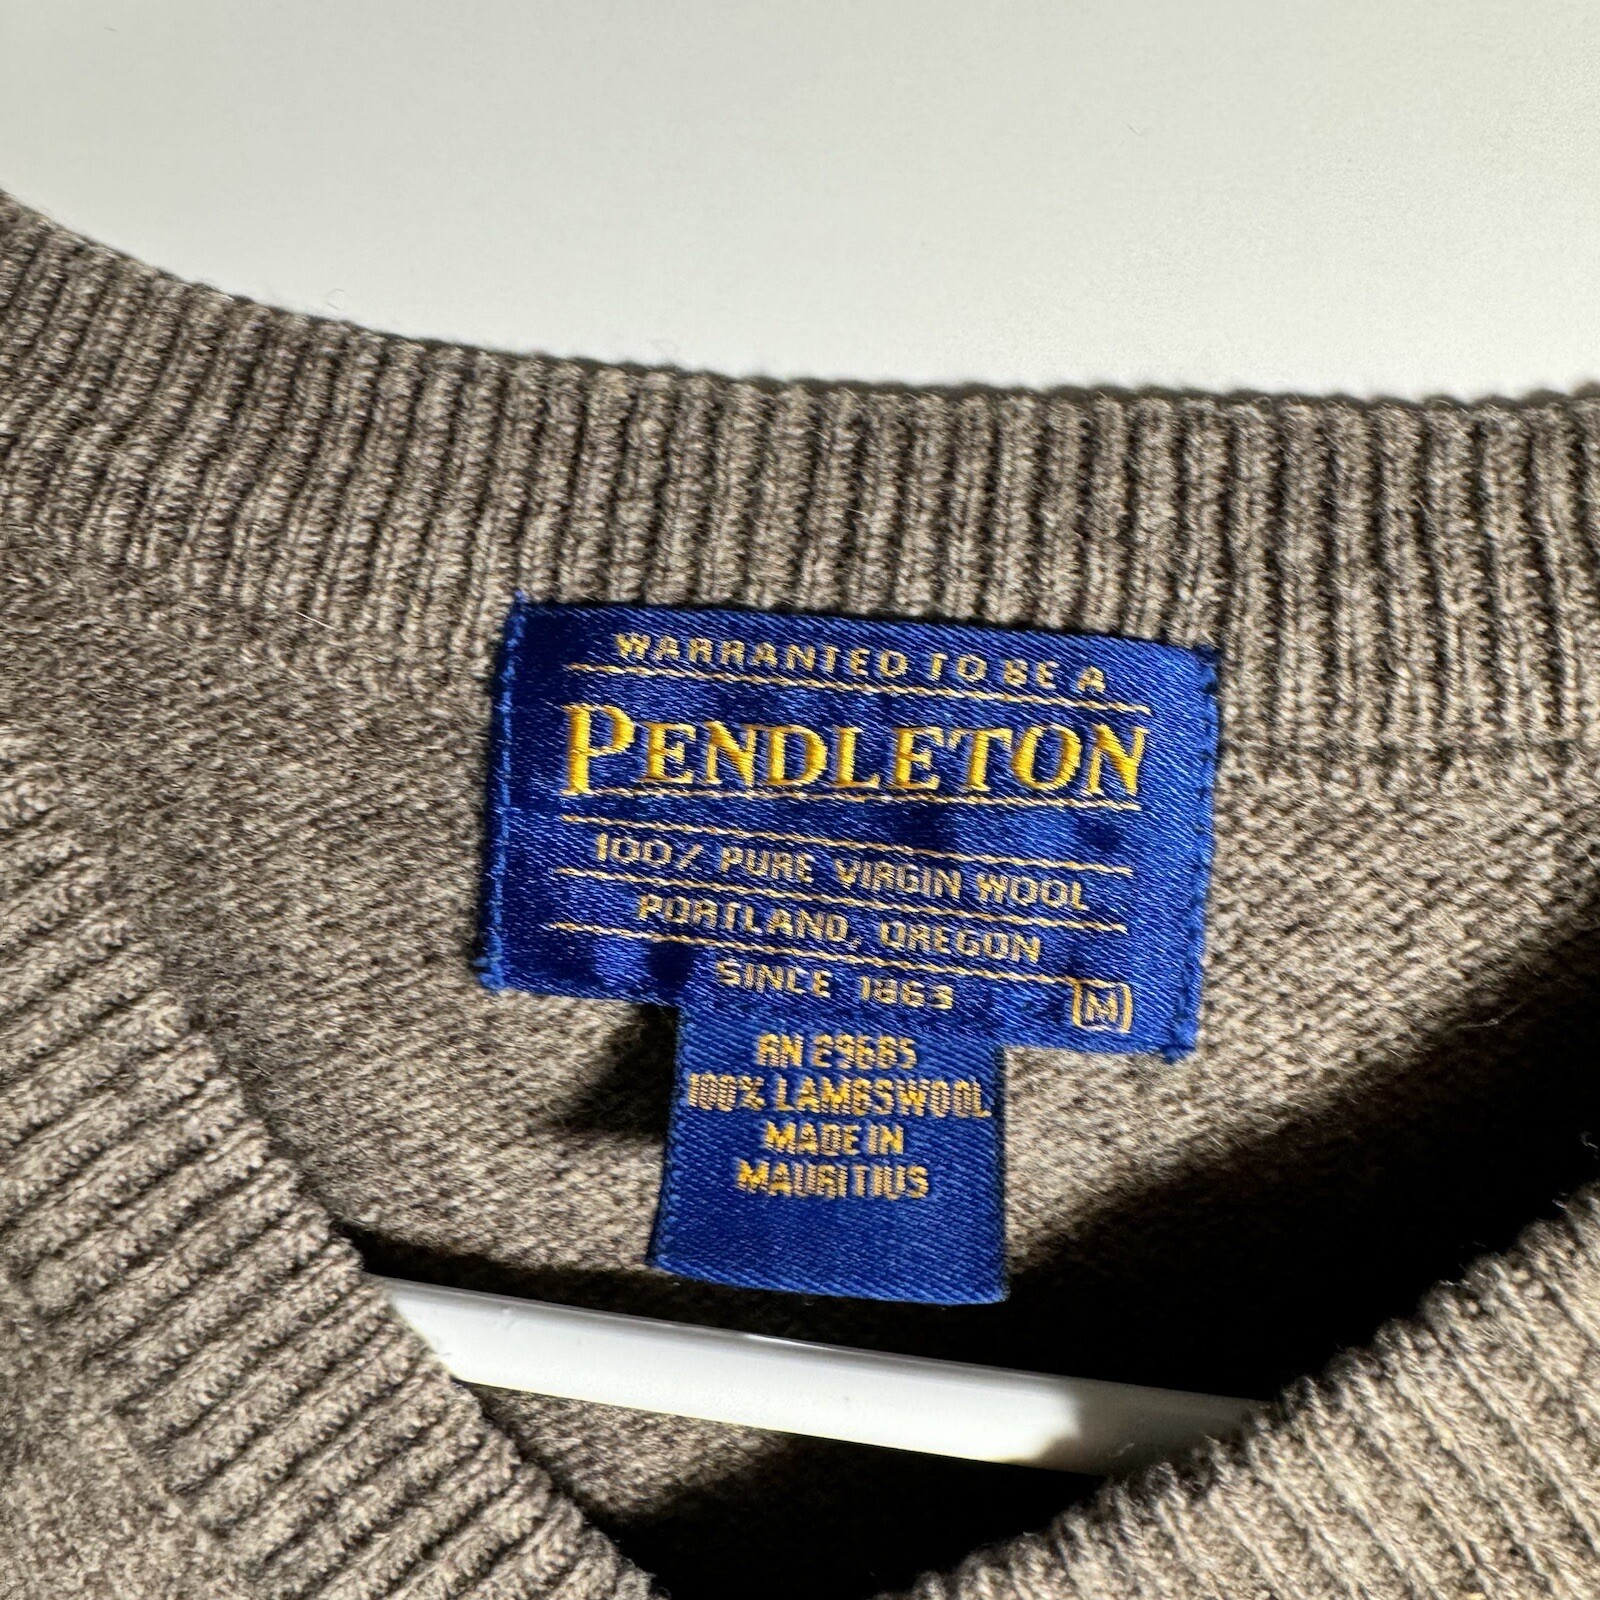 WARRANTED TO BE A
PENDLETON
100% PURE VIRGIN WOOL
PORTLAND, OREGON
SINCE 1863
M
RN 29685
100% LAMBSWOOL
MADE IN
MAURITIUS